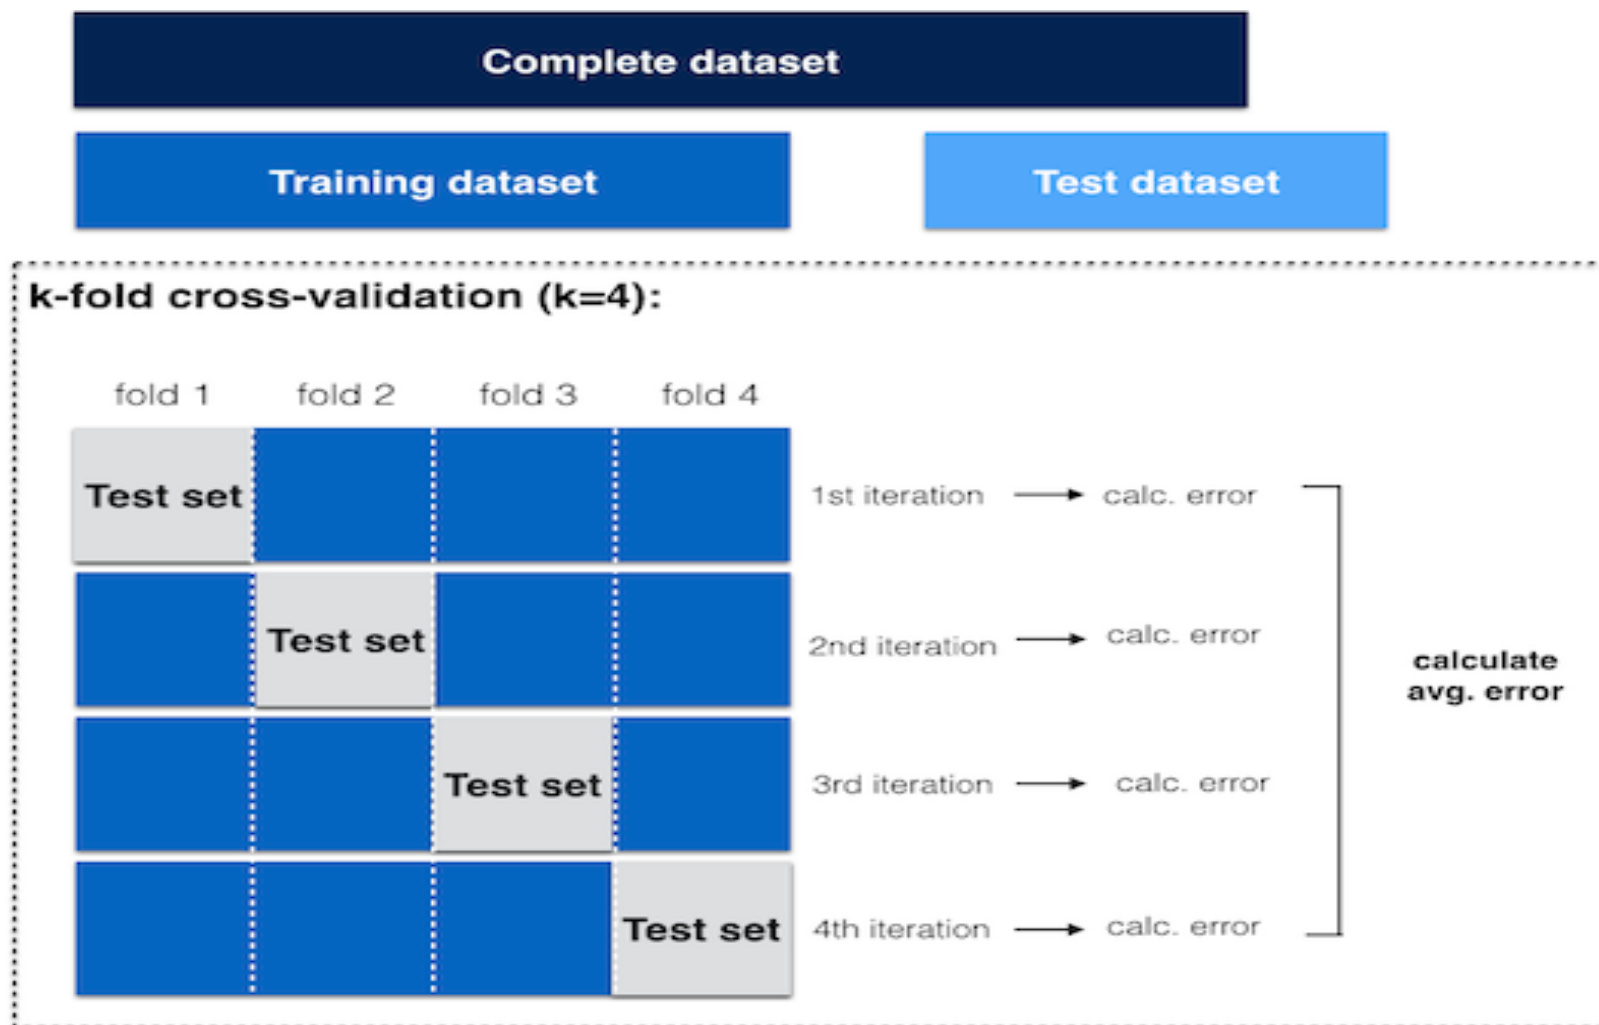 Complete dataset
Training dataset
Test dataset
k-fold cross-validation (k=4):
fold 1
fold 2
fold 3
fold 4
Test set
1st iteration
calc. error
Test set
2nd iteration
calc. error
calculate
avg. error
Test set
3rd iteration
calc. error
Test set
4th iteration
calc. error